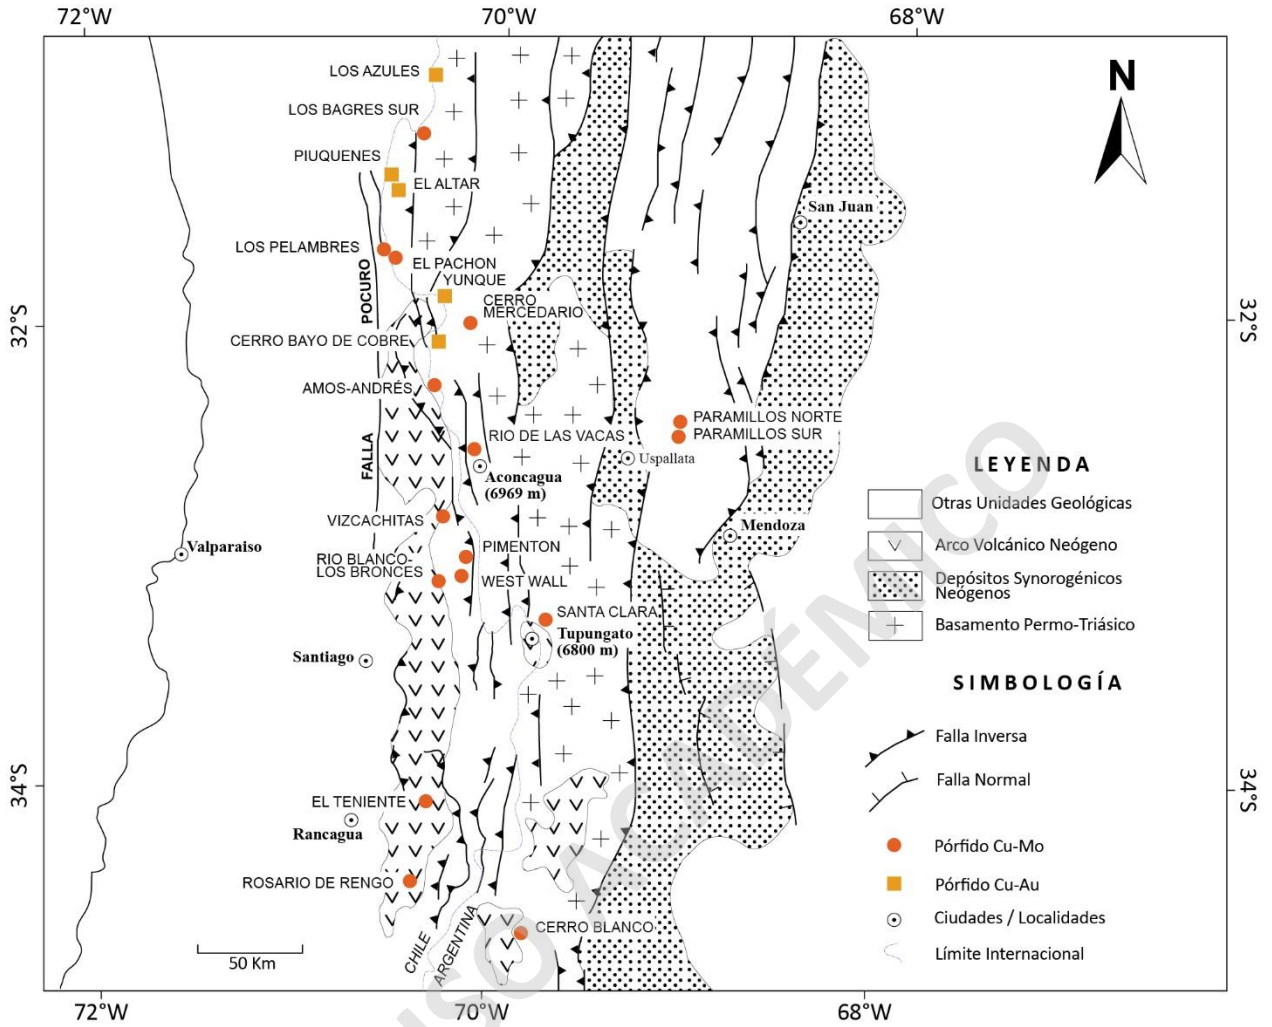 72°W
70°W
68°W
LOS AZULES
LOS BAGRES SUR
PIUQUENES
EL ALTAR
LOS PELAMBRES
EL PACHON
YUNQUE
CERRO
MERCEDARIO
CERRO BAYO DE COBRE
AMOS-ANDRÉS
RIO DE LAS VACAS
Aconcagua
(6969 m)
VIZCACHITAS
PIMENTON
RIO BLANCO-
LOS BRONCES
WEST WALL
SANTA CLARA
Tupungato
(6800 m)
Valparaiso
Santiago
EL TENIENTE
Rancagua
ROSARIO DE RENGO
CERRO BLANCO
San Juan
PARAMILLOS NORTE
PARAMILLOS SUR
Uspallata
Mendoza
FALLA POCURO
CHILE
ARGENTINA
32°S
32°S
34°S
34°S
N
LEYENDA
Otras Unidades Geológicas
Arco Volcánico Neógeno
Depósitos Synorogénicos
Neógenos
Basamento Permo-Triásico
SIMBOLOGÍA
Falla Inversa
Falla Normal
Pórfido Cu-Mo
Pórfido Cu-Au
Ciudades / Localidades
Límite Internacional
50 Km
72°W
70°W
68°W
USO ACADÉMICO